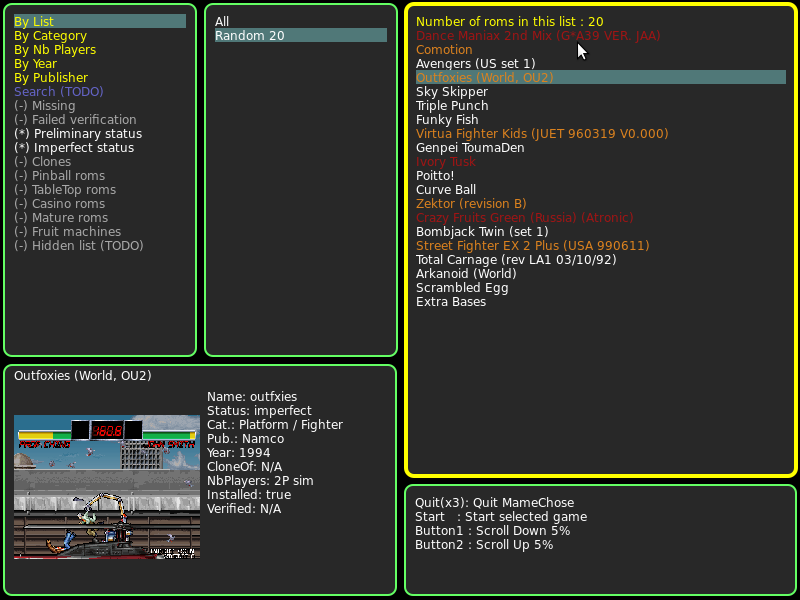 By List
By Category
By Nb Players
By Year
By Publisher
Search (TODO)
(-) Missing
(-) Failed verification
(*) Preliminary status
(*) Imperfect status
(-) Clones
(-) Pinball roms
(-) TableTop roms
(-) Casino roms
(-) Mature roms
(-) Fruit machines
(-) Hidden list (TODO)
All
Random 20
Number of roms in this list : 20
Dance Maniax 2nd Mix (G*A39 VER. JAA)
Comotion
Avengers (US set 1)
Outfoxies (World, OU2)
Sky Skipper
Triple Punch
Funky Fish
Virtua Fighter Kids (JUET 960319 V0.000)
Genpei ToumaDen
Ivory Tusk
Poitto!
Curve Ball
Zektor (revision B)
Crazy Fruits Green (Russia) (Atronic)
Bombjack Twin (set 1)
Street Fighter EX 2 Plus (USA 990611)
Total Carnage (rev LA1 03/10/92)
Arkanoid (World)
Scrambled Egg
Extra Bases
Outfoxies (World, OU2)
Name: outfxies
Status: imperfect
Cat.: Platform / Fighter
Pub.: Namco
Year: 1994
CloneOf: N/A
NbPlayers: 2P sim
Installed: true
Verified: N/A
Quit(x3): Quit MameChose
Start : Start selected game
Button1 : Scroll Down 5%
Button2 : Scroll Up 5%